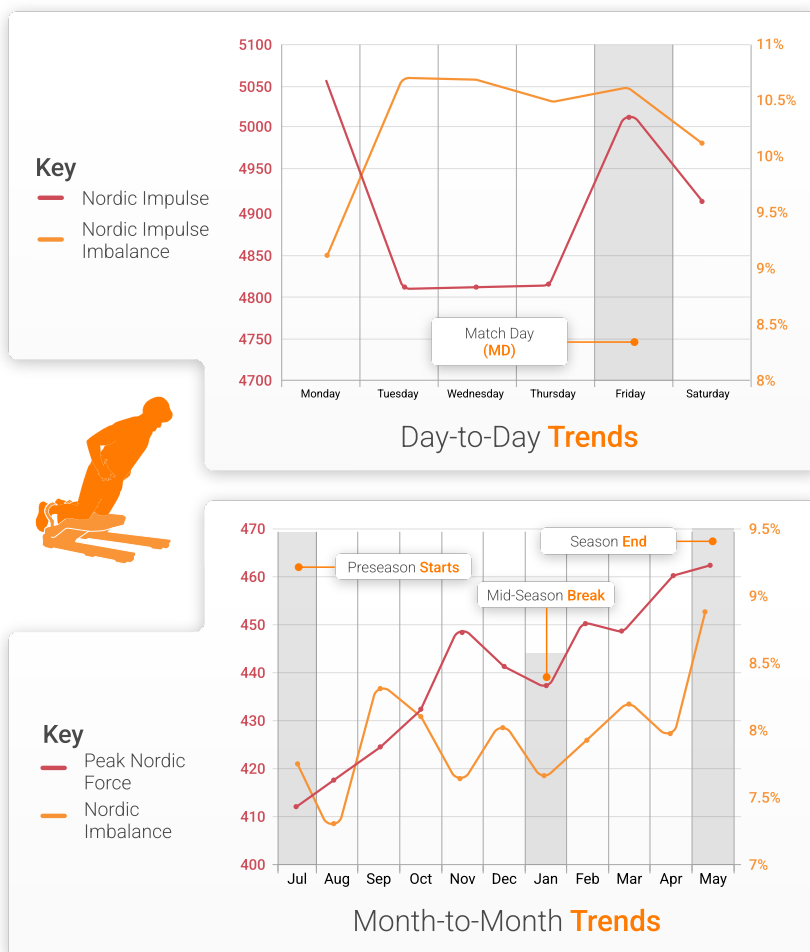 Key
Nordic Impulse
Nordic Impulse
Imbalance
5100
5050
5000
4950
4900
4850
4800
4750
4700
11%
10.5%
10%
9.5%
9%
8.5%
8%
Match Day
(MD)
Monday
Tuesday
Wednesday
Thursday
Friday
Saturday
Day-to-Day Trends
Key
Peak Nordic
Force
Nordic
Imbalance
470
460
450
440
430
420
410
400
9.5%
9%
8.5%
8%
7.5%
7%
Season End
Preseason Starts
Mid-Season Break
Jul
Aug
Sep
Oct
Nov
Dec
Jan
Feb
Mar
Apr
May
Month-to-Month Trends